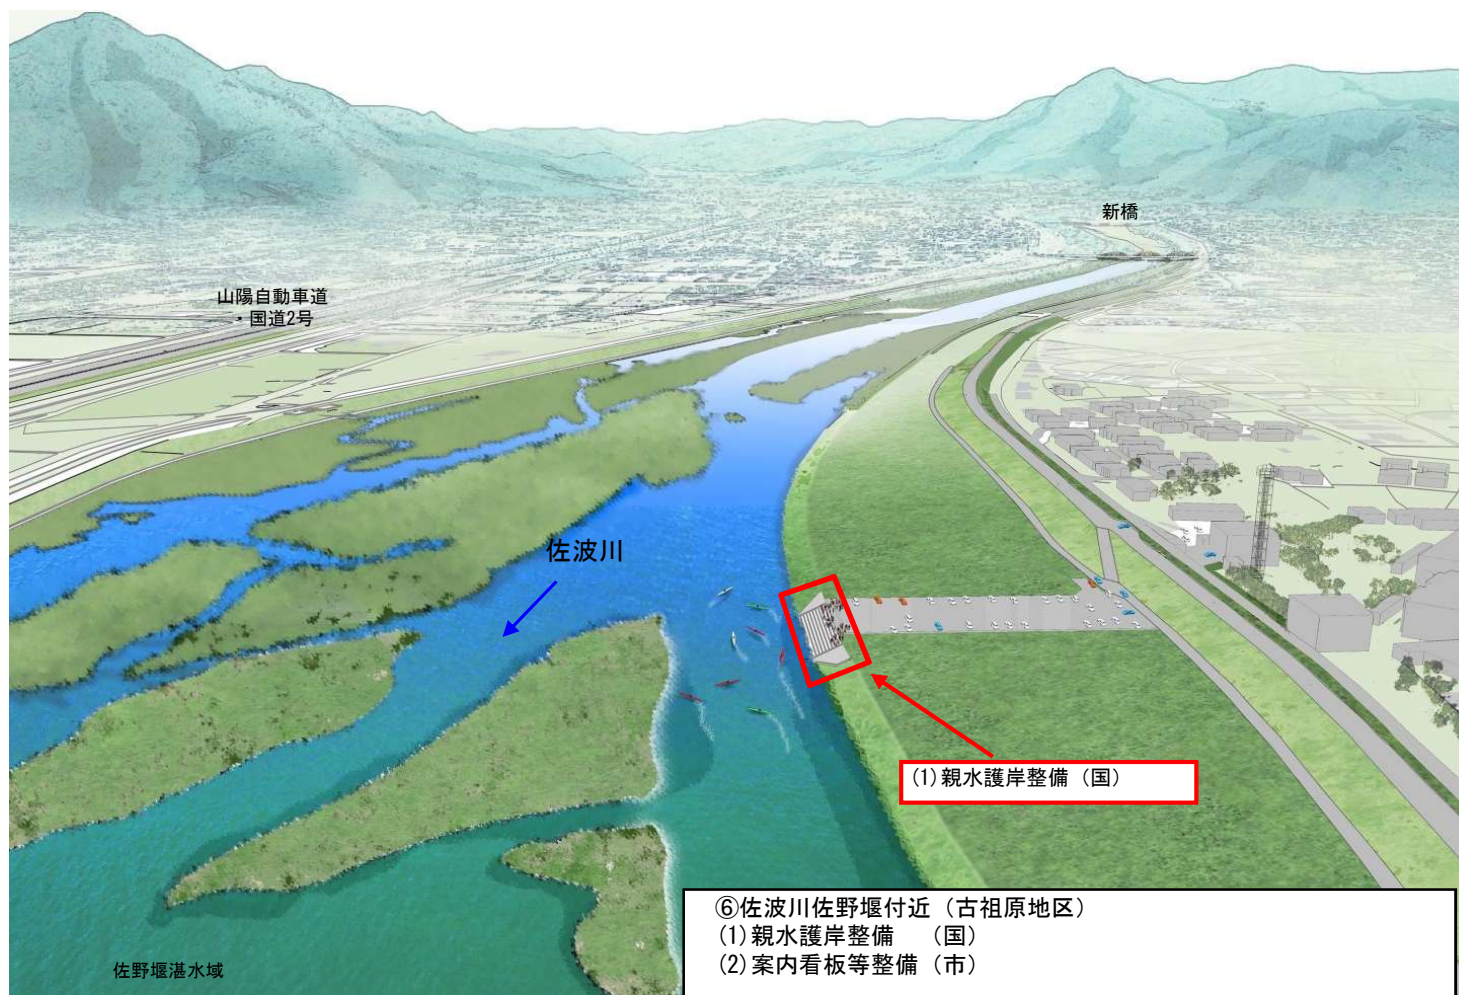 新橋
山陽自動車道
・国道2号
佐波川
(1)親水護岸整備（国）
⑥佐波川佐野堰付近（古祖原地区）
(1)親水護岸整備　（国）
(2)案内看板等整備（市）
佐野堰湛水域